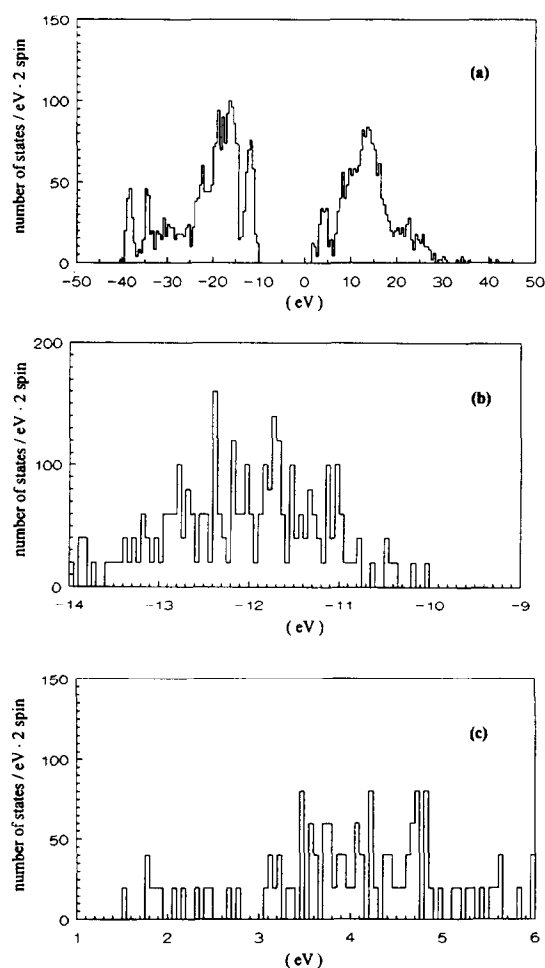 number of states / eV · 2 spin
150
100
50
0
(a)
−50 −40 −30 −20 −10 0 10 20 30 40 50
( eV )
number of states / eV · 2 spin
200
100
0
(b)
−14 −13 −12 −11 −10 −9
( eV )
number of states / eV · 2 spin
150
100
50
0
(c)
1 2 3 4 5 6
( eV )